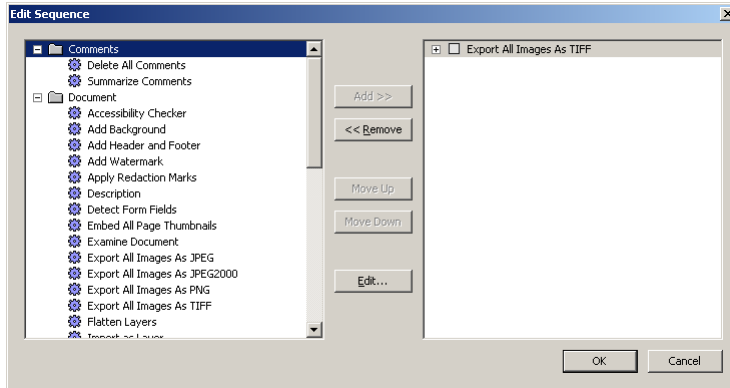 Edit Sequence
Comments
Delete All Comments
Summarize Comments
Document
Accessibility Checker
Add Background
Add Header and Footer
Add Watermark
Apply Redaction Marks
Description
Detect Form Fields
Embed All Page Thumbnails
Examine Document
Export All Images As JPEG
Export All Images As JPEG2000
Export All Images As PNG
Export All Images As TIFF
Flatten Layers
Import as Layer
Add >>
<< Remove
Move Up
Move Down
Edit...
Export All Images As TIFF
OK
Cancel